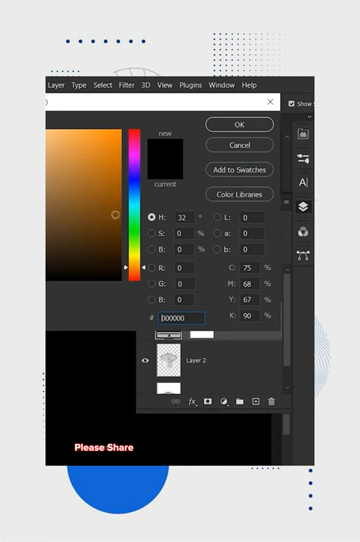 Layer Type Select Filter 3D View Plugins Window Help
Show
new
OK
Cancel
current
Add to Swatches
Color Libraries
H: 32 °
L: 0
S: 0 %
a: 0
B: 0 %
b: 0
R: 0
C: 75 %
G: 0
M: 68 %
B: 0
Y: 67 %
# 000000
K: 90 %
Layer 2
fx
Please Share